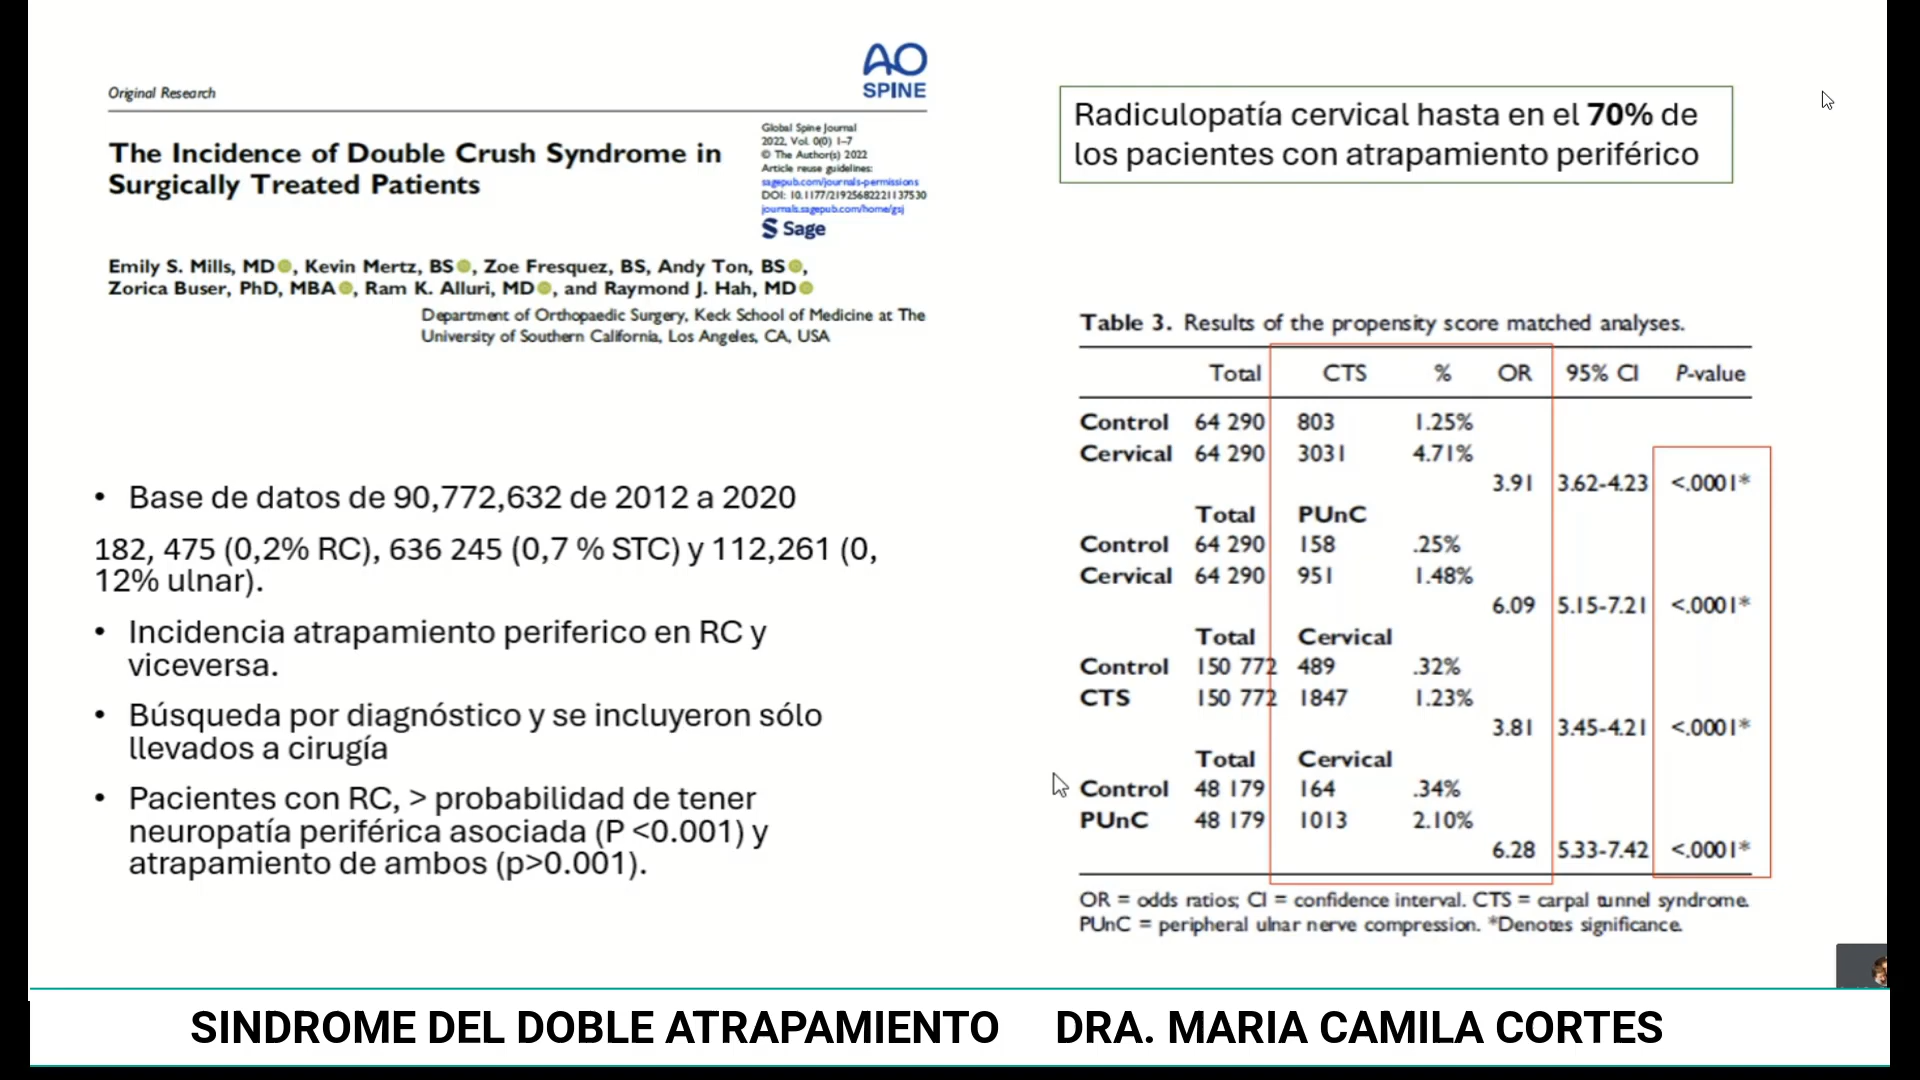 AO
SPINE
Original Research
Global Spine Journal
2022, Vol. 0(0) 1–7
© The Author(s) 2022
Article reuse guidelines:
sagepub.com/journals-permissions
DOI: 10.1177/21925682221137530
journals.sagepub.com/home/gsj
Sage
The Incidence of Double Crush Syndrome in
Surgically Treated Patients
Emily S. Mills, MD, Kevin Mertz, BS, Zoe Fresquez, BS, Andy Ton, BS,
Zorica Buser, PhD, MBA, Ram K. Alluri, MD, and Raymond J. Hah, MD
Department of Orthopaedic Surgery, Keck School of Medicine at The
University of Southern California, Los Angeles, CA, USA
• Base de datos de 90,772,632 de 2012 a 2020
182, 475 (0,2% RC), 636 245 (0,7 % STC) y 112,261 (0,
12% ulnar).
• Incidencia atrapamiento periferico en RC y
viceversa.
• Búsqueda por diagnóstico y se incluyeron sólo
llevados a cirugía
• Pacientes con RC, > probabilidad de tener
neuropatía periférica asociada (P <0.001) y
atrapamiento de ambos (p>0.001).
Radiculopatía cervical hasta en el 70% de
los pacientes con atrapamiento periférico
Table 3. Results of the propensity score matched analyses.
Total CTS % OR 95% CI P-value
Control 64 290 803 1.25%
Cervical 64 290 3031 4.71%
3.91 3.62-4.23 <.0001*
Total PUnC
Control 64 290 158 .25%
Cervical 64 290 951 1.48%
6.09 5.15-7.21 <.0001*
Total Cervical
Control 150 772 489 .32%
CTS 150 772 1847 1.23%
3.81 3.45-4.21 <.0001*
Total Cervical
Control 48 179 164 .34%
PUnC 48 179 1013 2.10%
6.28 5.33-7.42 <.0001*
OR = odds ratios; CI = confidence interval. CTS = carpal tunnel syndrome.
PUnC = peripheral ulnar nerve compression. *Denotes significance.
SINDROME DEL DOBLE ATRAPAMIENTO DRA. MARIA CAMILA CORTES